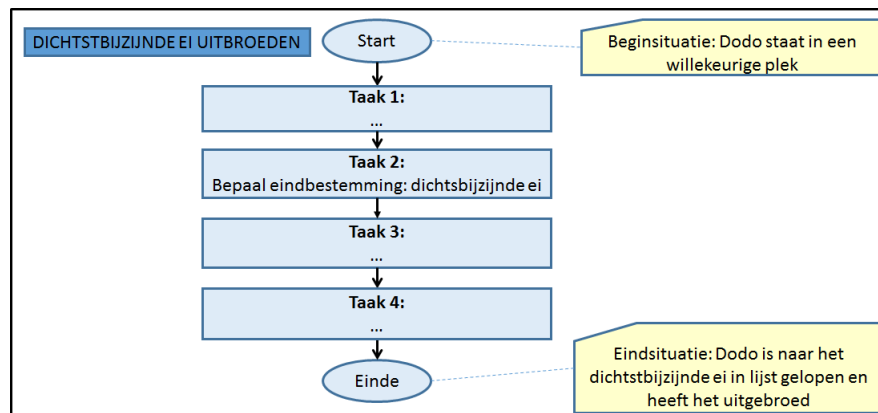 DICHTSTBIJZIJNDE EI UITBROEDEN
Start
Beginsituatie: Dodo staat in een
willekeurige plek
Taak 1:
...
Taak 2:
Bepaal eindbestemming: dichtsbijzijnde ei
Taak 3:
...
Taak 4:
...
Einde
Eindsituatie: Dodo is naar het
dichtstbijzijnde ei in lijst gelopen en
heeft het uitgebroed